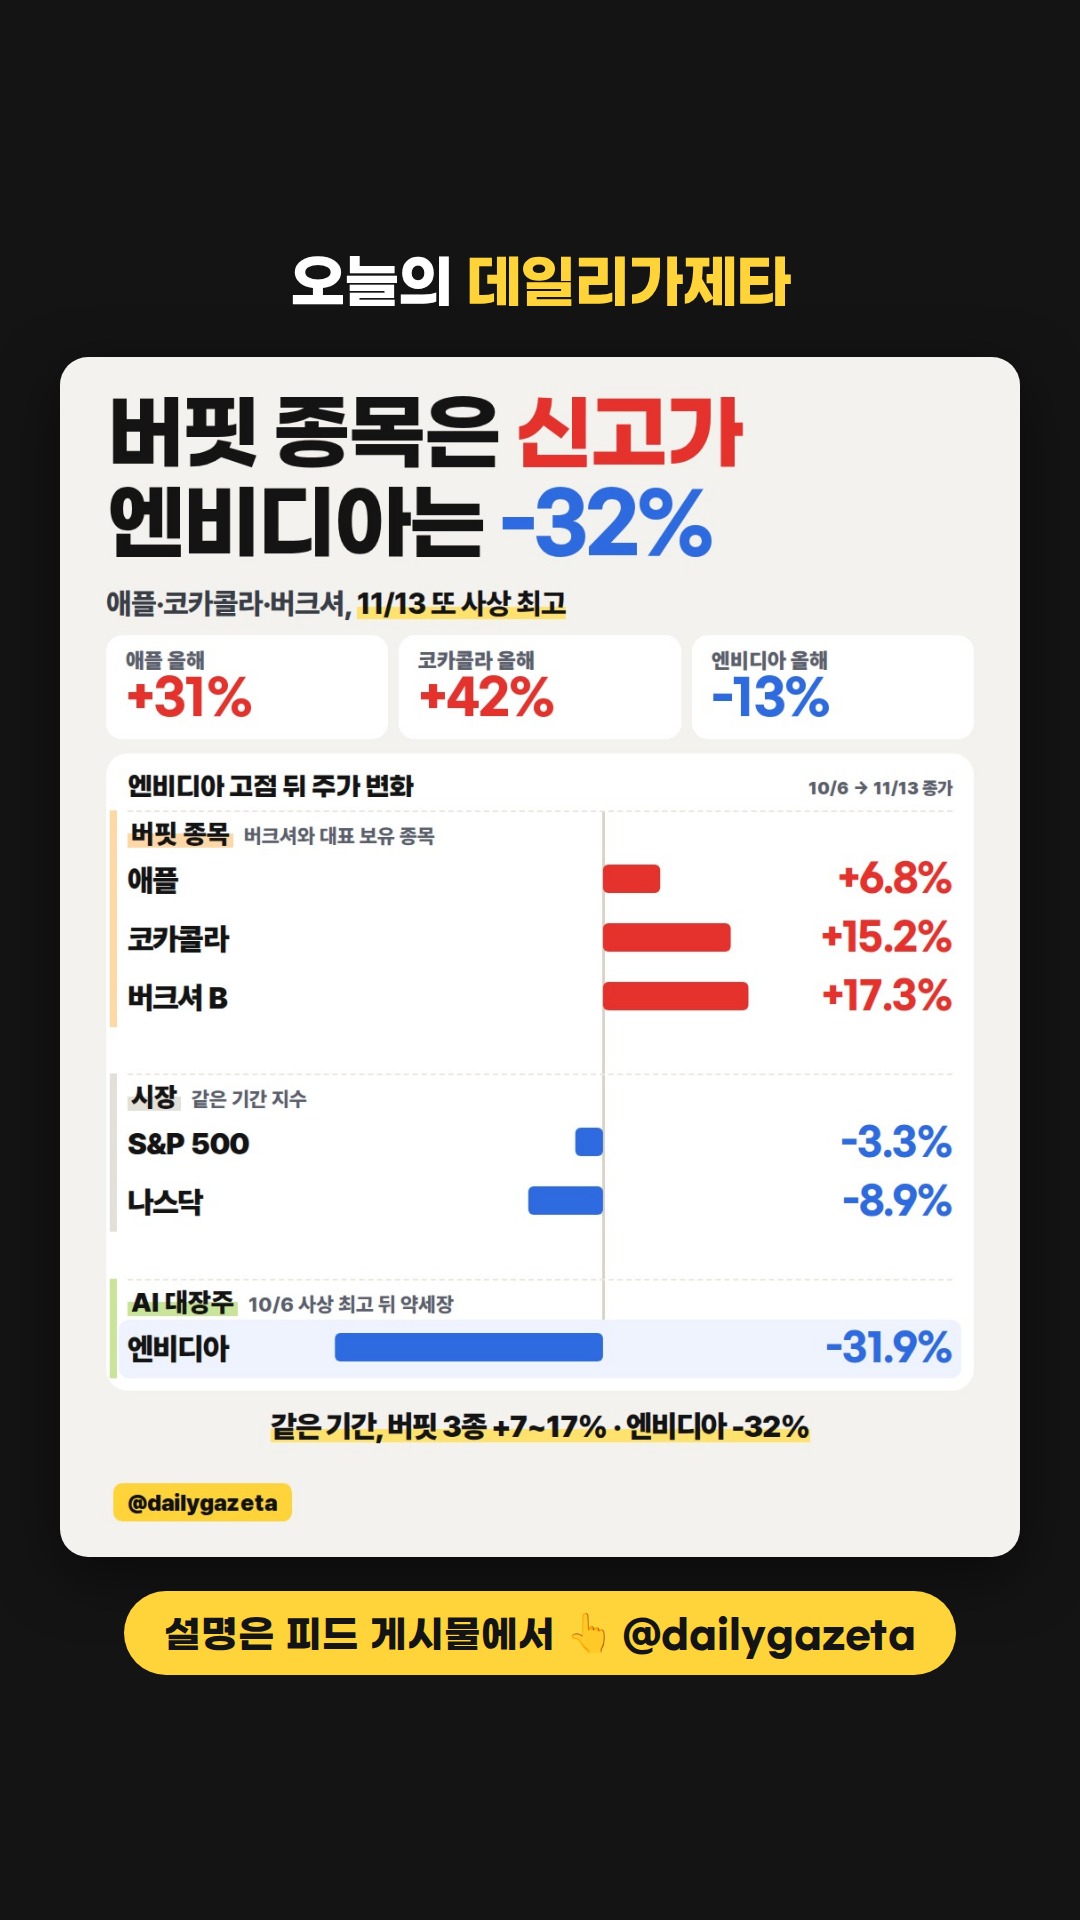 오늘의 데일리가제타
버핏 종목은 신고가
엔비디아는 -32%
애플·코카콜라·버크셔, 11/13 또 사상 최고
애플 올해
+31%
코카콜라 올해
+42%
엔비디아 올해
-13%
엔비디아 고점 뒤 주가 변화
10/6 → 11/13 종가
버핏 종목 버크셔와 대표 보유 종목
애플 +6.8%
코카콜라 +15.2%
버크셔 B +17.3%
시장 같은 기간 지수
S&P 500 -3.3%
나스닥 -8.9%
AI 대장주 10/6 사상 최고 뒤 약세장
엔비디아 -31.9%
같은 기간, 버핏 3종 +7~17% · 엔비디아 -32%
@dailygazeta
설명은 피드 게시물에서 👆 @dailygazeta